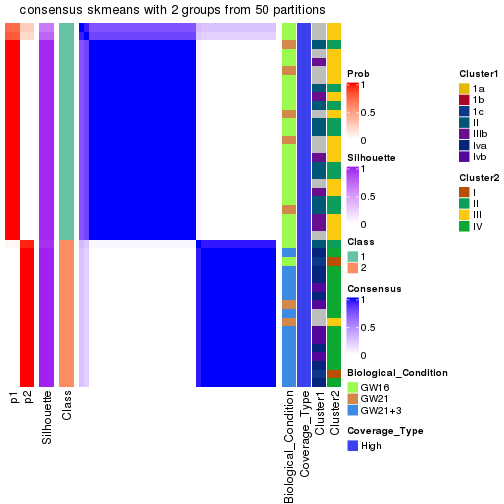 consensus skmeans with 2 groups from 50 partitions
p1
p2
Silhouette
Class
Biological_Condition
Coverage_Type
Cluster1
Cluster2
Prob
1
0.5
0
Silhouette
1
0.5
0
Class
1
2
Consensus
1
0.5
0
Biological_Condition
GW16
GW21
GW21+3
Coverage_Type
High
Cluster1
1a
1b
1c
II
IIIb
Iva
Ivb
Cluster2
I
II
III
IV